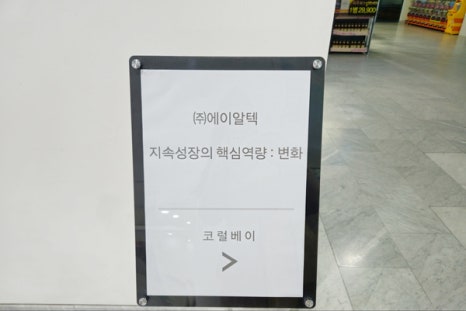 ㈜에이알텍
지속성장의 핵심역량 : 변화
코럴베이
>